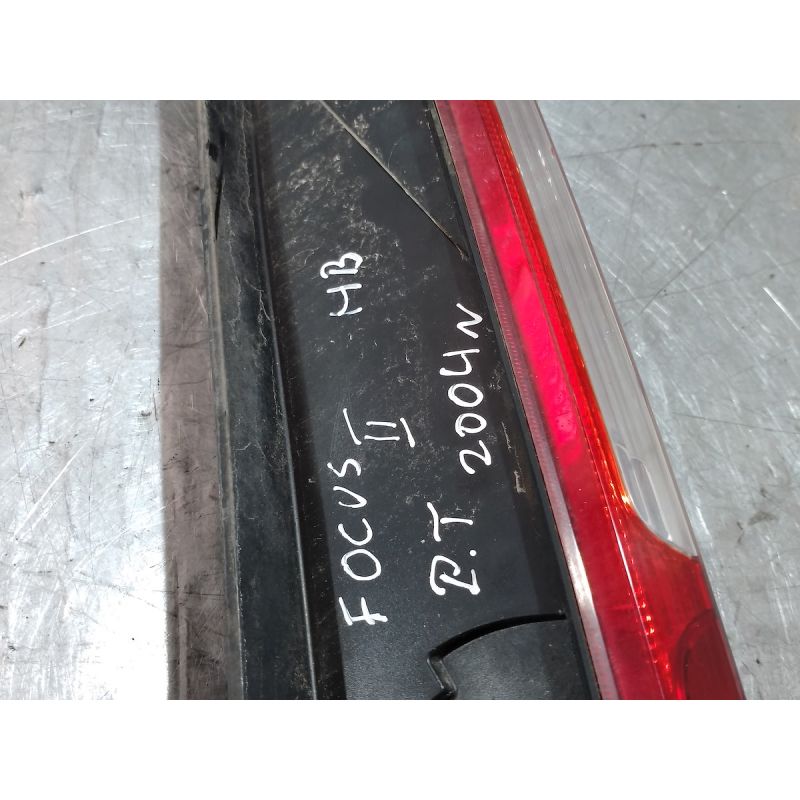 FOCUS II HB
P.T 2004N